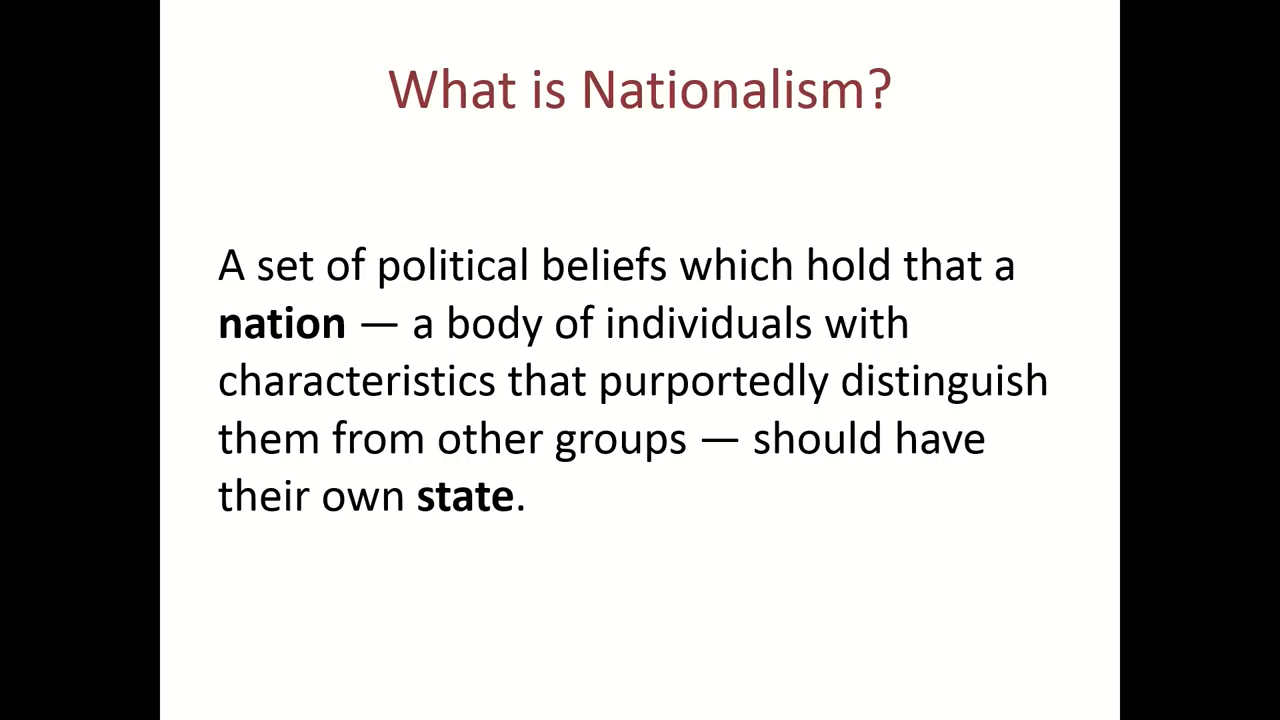 What is Nationalism?
A set of political beliefs which hold that a
nation — a body of individuals with
characteristics that purportedly distinguish
them from other groups — should have
their own state.